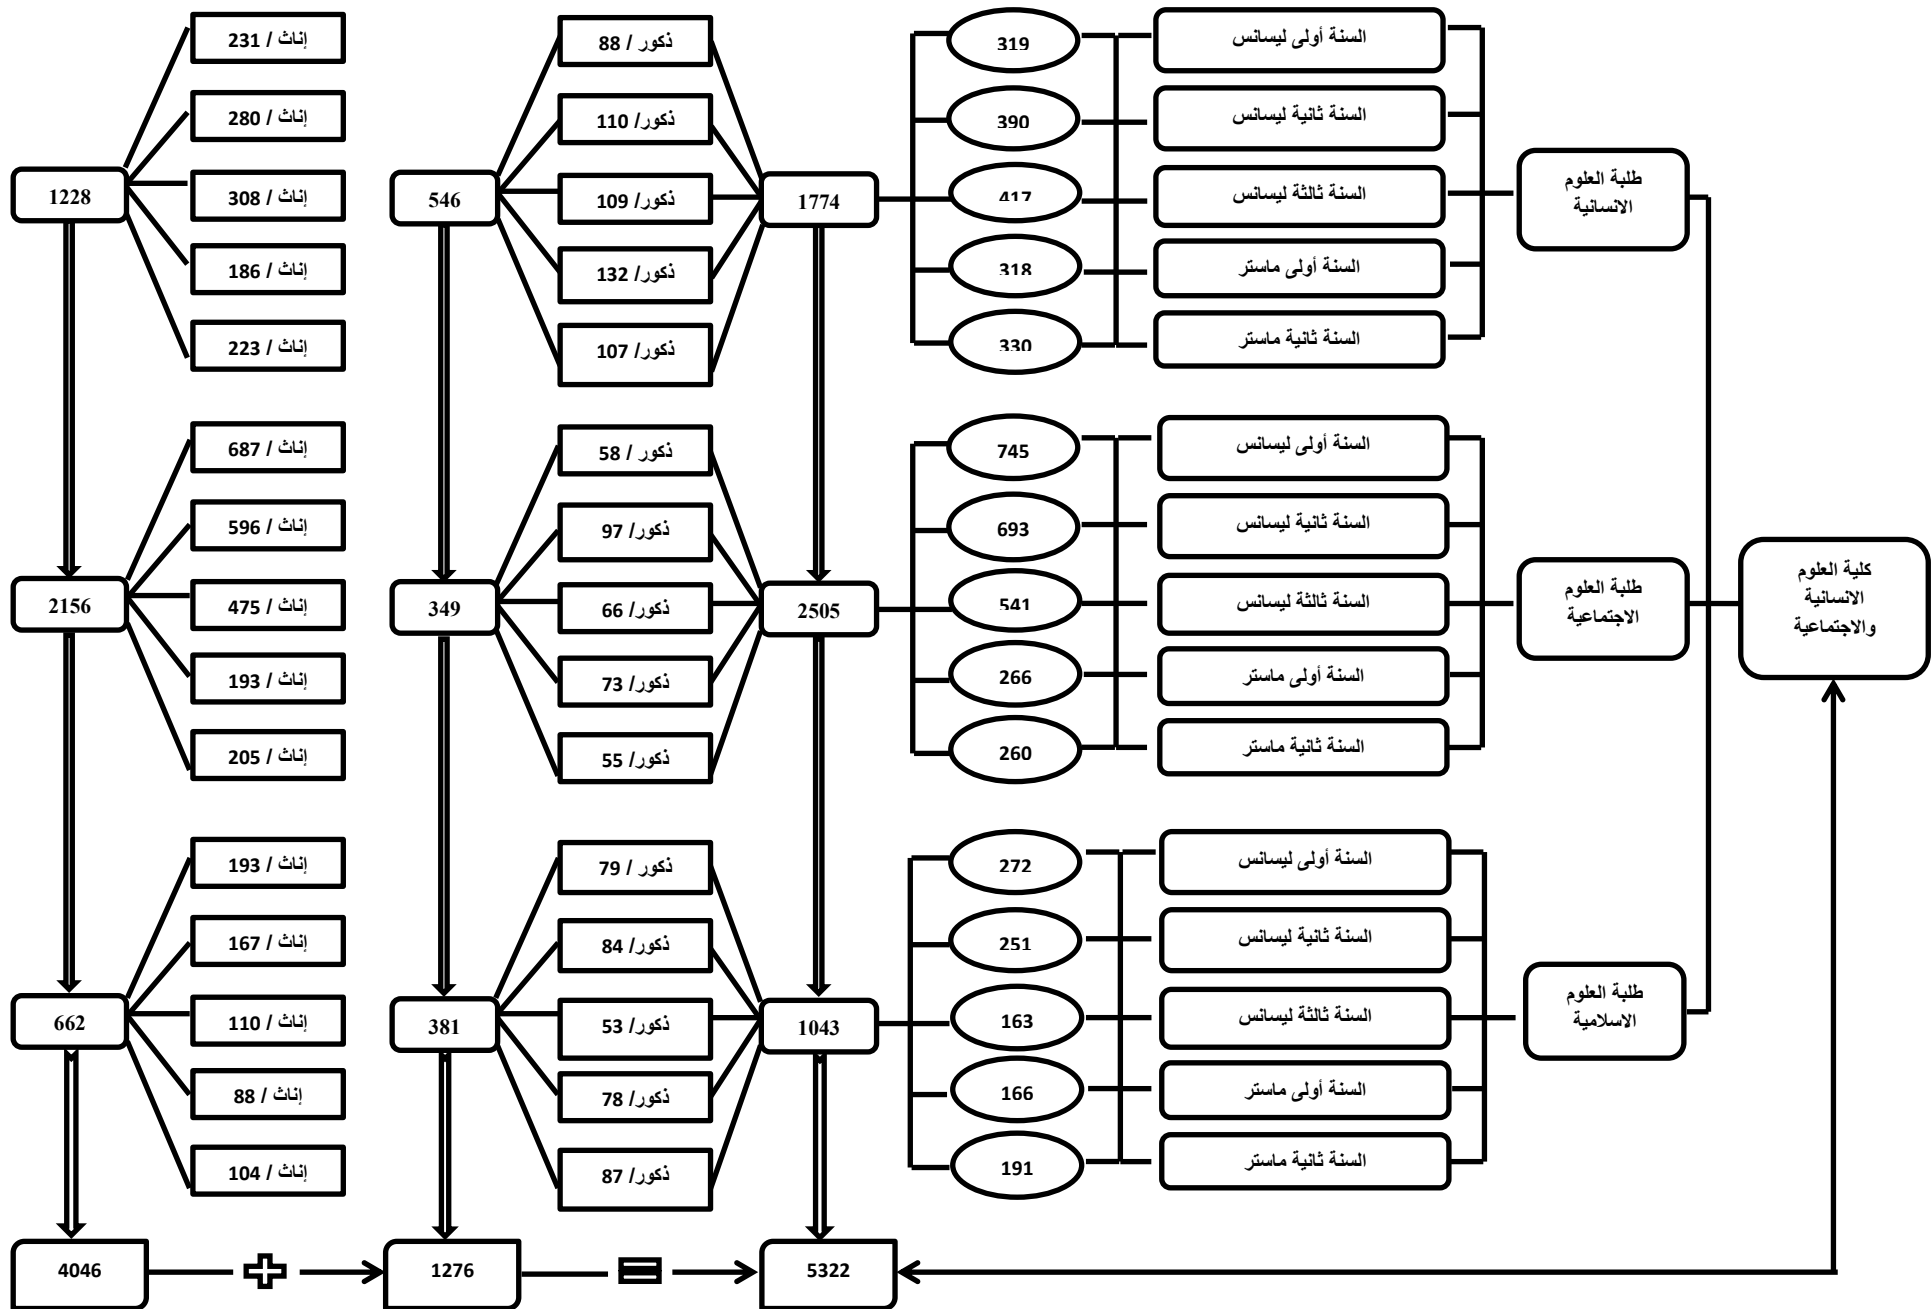 كلية العلوم
الانسانية
والاجتماعية
طلبة العلوم
الانسانية
السنة أولى ليسانس
319
ذكور / 88
إناث / 231
السنة ثانية ليسانس
390
ذكور/ 110
إناث / 280
السنة ثالثة ليسانس
417
1774
ذكور/ 109
546
إناث / 308
1228
السنة أولى ماستر
318
ذكور/ 132
إناث / 186
السنة ثانية ماستر
330
ذكور/ 107
إناث / 223
طلبة العلوم
الاجتماعية
السنة أولى ليسانس
745
ذكور / 58
إناث / 687
السنة ثانية ليسانس
693
ذكور/ 97
إناث / 596
السنة ثالثة ليسانس
541
2505
ذكور/ 66
349
إناث / 475
2156
السنة أولى ماستر
266
ذكور/ 73
إناث / 193
السنة ثانية ماستر
260
ذكور/ 55
إناث / 205
طلبة العلوم
الاسلامية
السنة أولى ليسانس
272
ذكور / 79
إناث / 193
السنة ثانية ليسانس
251
ذكور/ 84
إناث / 167
السنة ثالثة ليسانس
163
1043
ذكور/ 53
381
إناث / 110
662
السنة أولى ماستر
166
ذكور/ 78
إناث / 88
السنة ثانية ماستر
191
ذكور/ 87
إناث / 104
5322
=
1276
+
4046